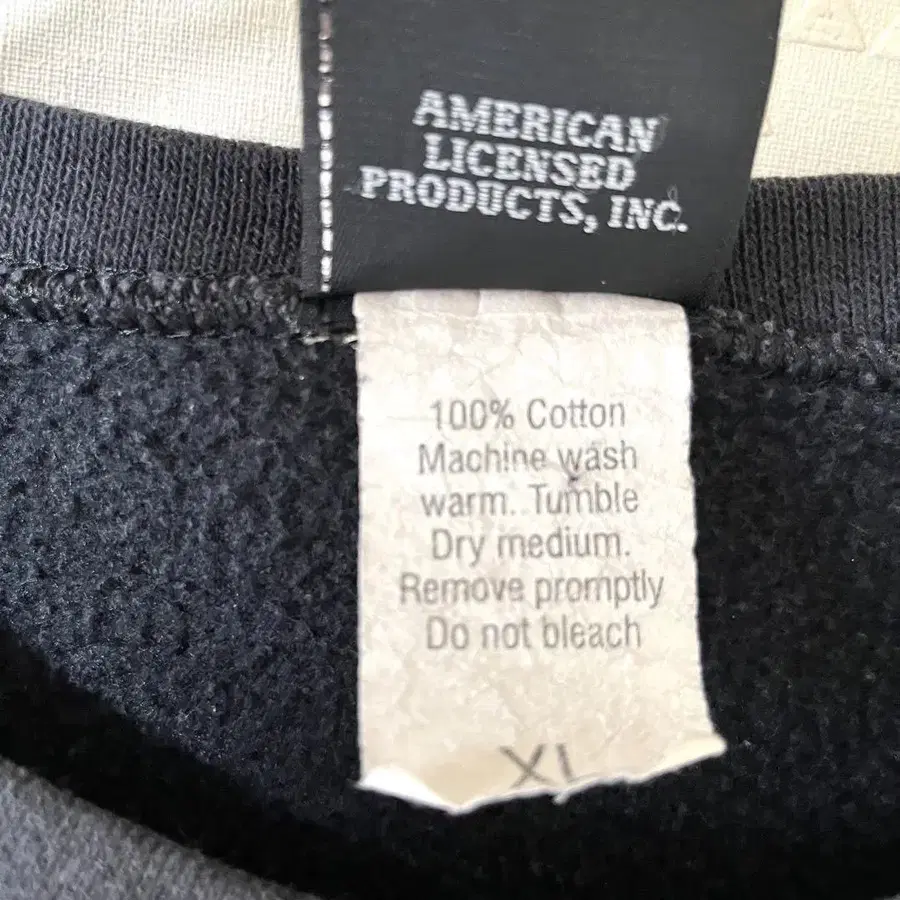 AMERICAN
LICENSED
PRODUCTS, INC.
100% Cotton
Machine wash
warm. Tumble
Dry medium.
Remove promptly
Do not bleach
XL